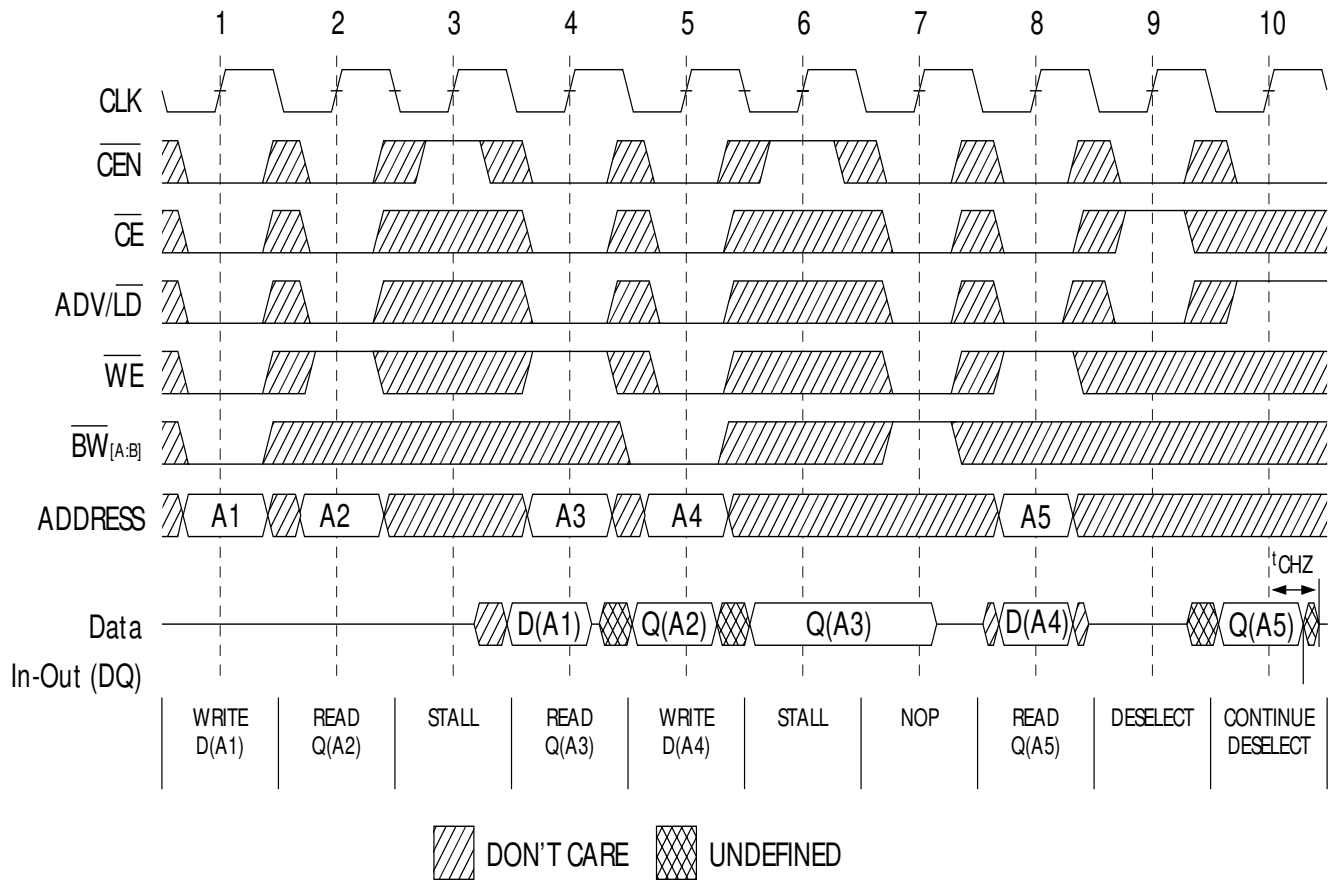 1 2 3 4 5 6 7 8 9 10
CLK
CEN
CE
ADV/LD
WE
BW[A:B]
ADDRESS A1 A2 A3 A4 A5
tCHZ
Data D(A1) Q(A2) Q(A3) D(A4) Q(A5)
In-Out (DQ)
WRITE READ STALL READ WRITE STALL NOP READ DESELECT CONTINUE
D(A1) Q(A2) Q(A3) D(A4) Q(A5) DESELECT
DON'T CARE UNDEFINED